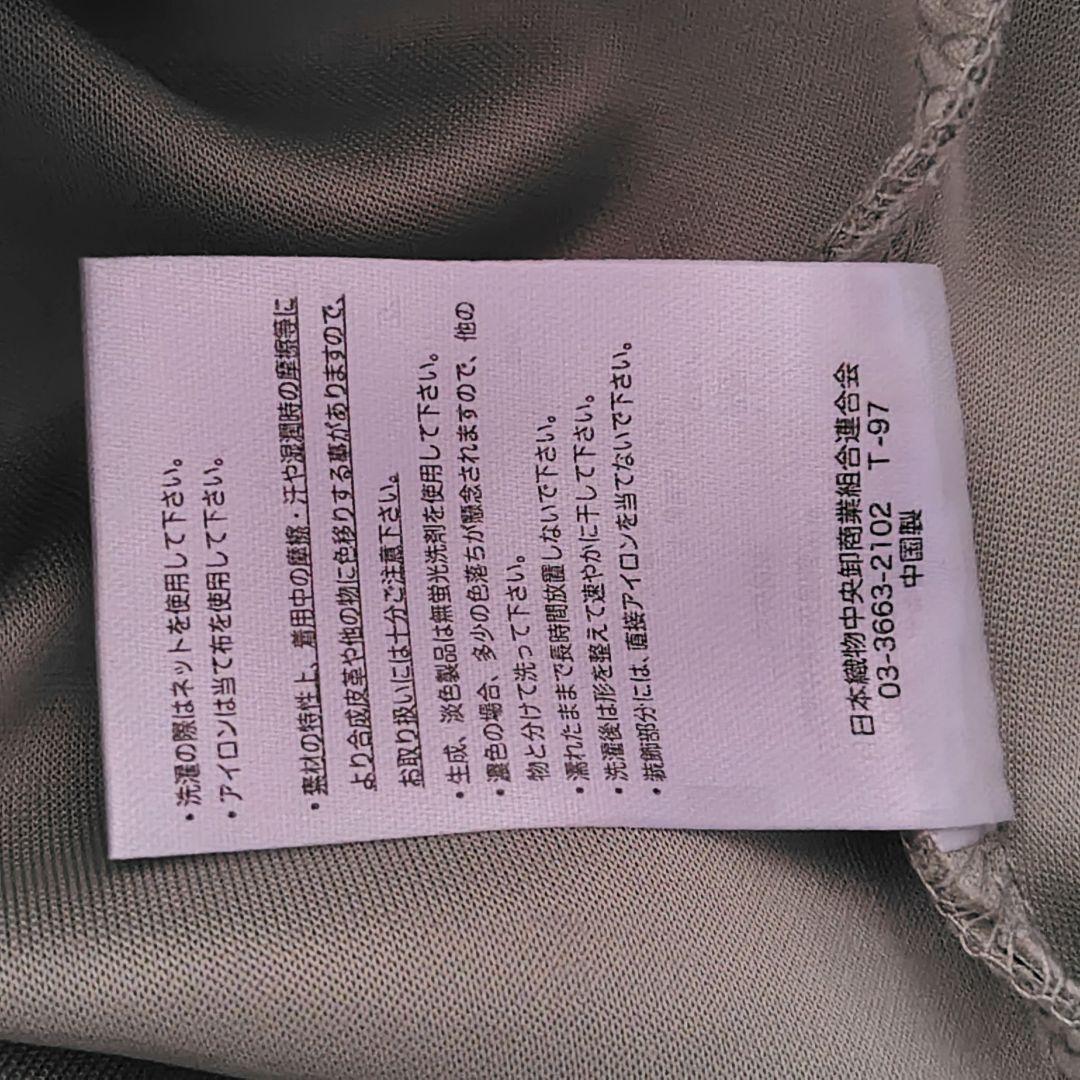 ・洗濯の際はネットを使用して下さい。
・アイロンは当て布を使用して下さい。
・素材の特性上、着用中の摩擦・汗や湿潤時の摩擦等に
より合成皮革や他の物に色移りする事がありますので、
お取り扱いには十分ご注意下さい。
・生成、淡色製品は無蛍光洗剤を使用して下さい。
・濃色の場合、多少の色落ちが懸念されますので、他の
物と分けて洗って下さい。
・濡れたままで長時間放置しないで下さい。
・洗濯後は形を整えて速やかに干して下さい。
・装飾部分には、直接アイロンを当てないで下さい。
日本織物中央卸商業組合連合会
03-3663-2102 T-97
中国製